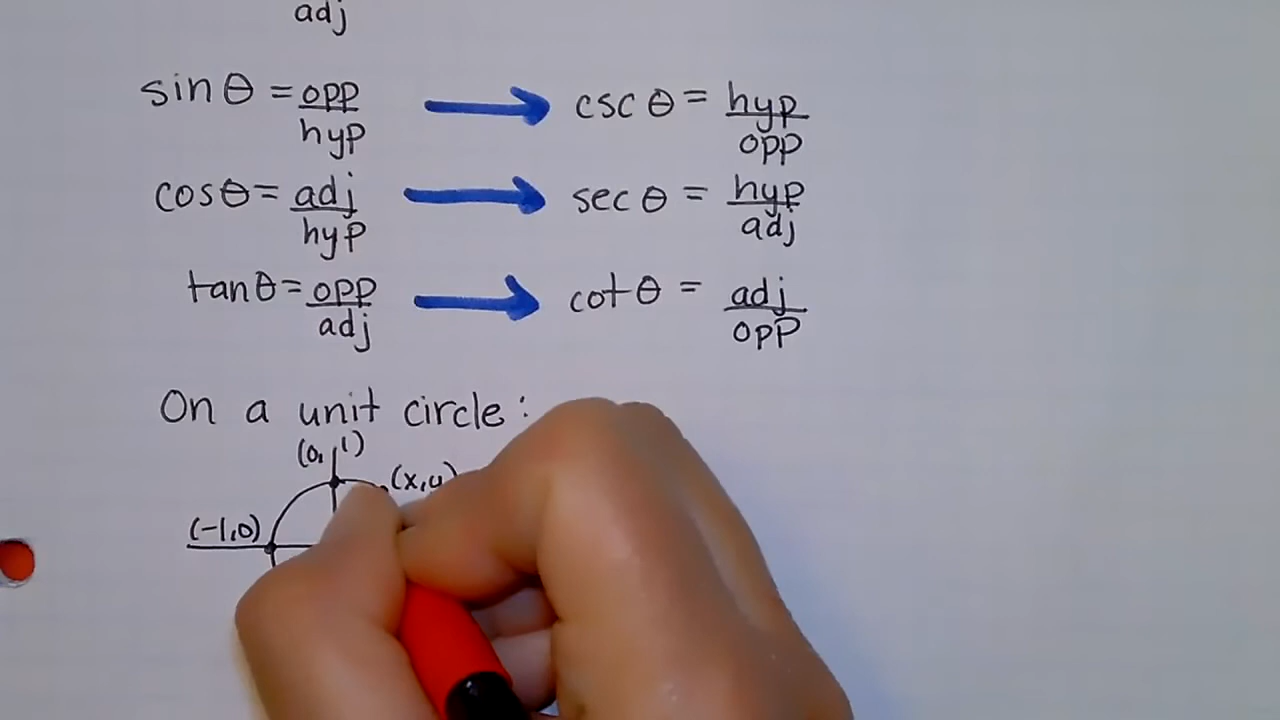 adj
sin θ = opp/hyp → csc θ = hyp/opp
cos θ = adj/hyp → sec θ = hyp/adj
tan θ = opp/adj → cot θ = adj/opp
On a unit circle:
(0, 1)
(x,y)
(-1,0)